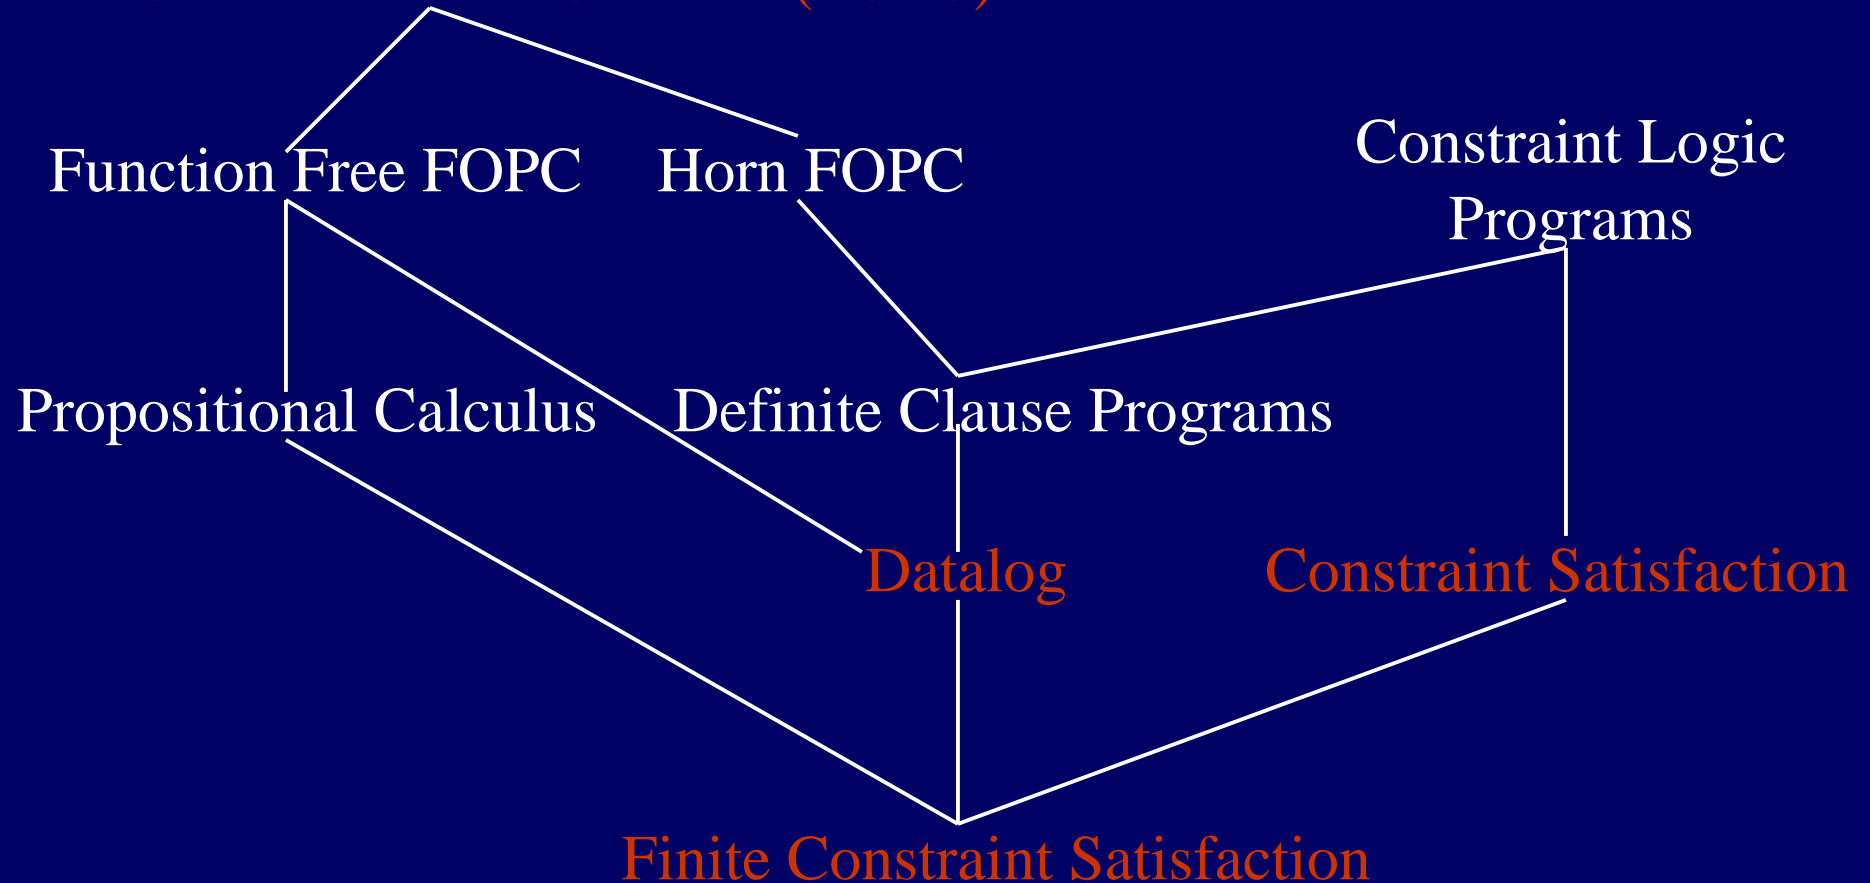 Function Free FOPC
Horn FOPC
Constraint Logic
Programs
Propositional Calculus
Definite Clause Programs
Datalog
Constraint Satisfaction
Finite Constraint Satisfaction